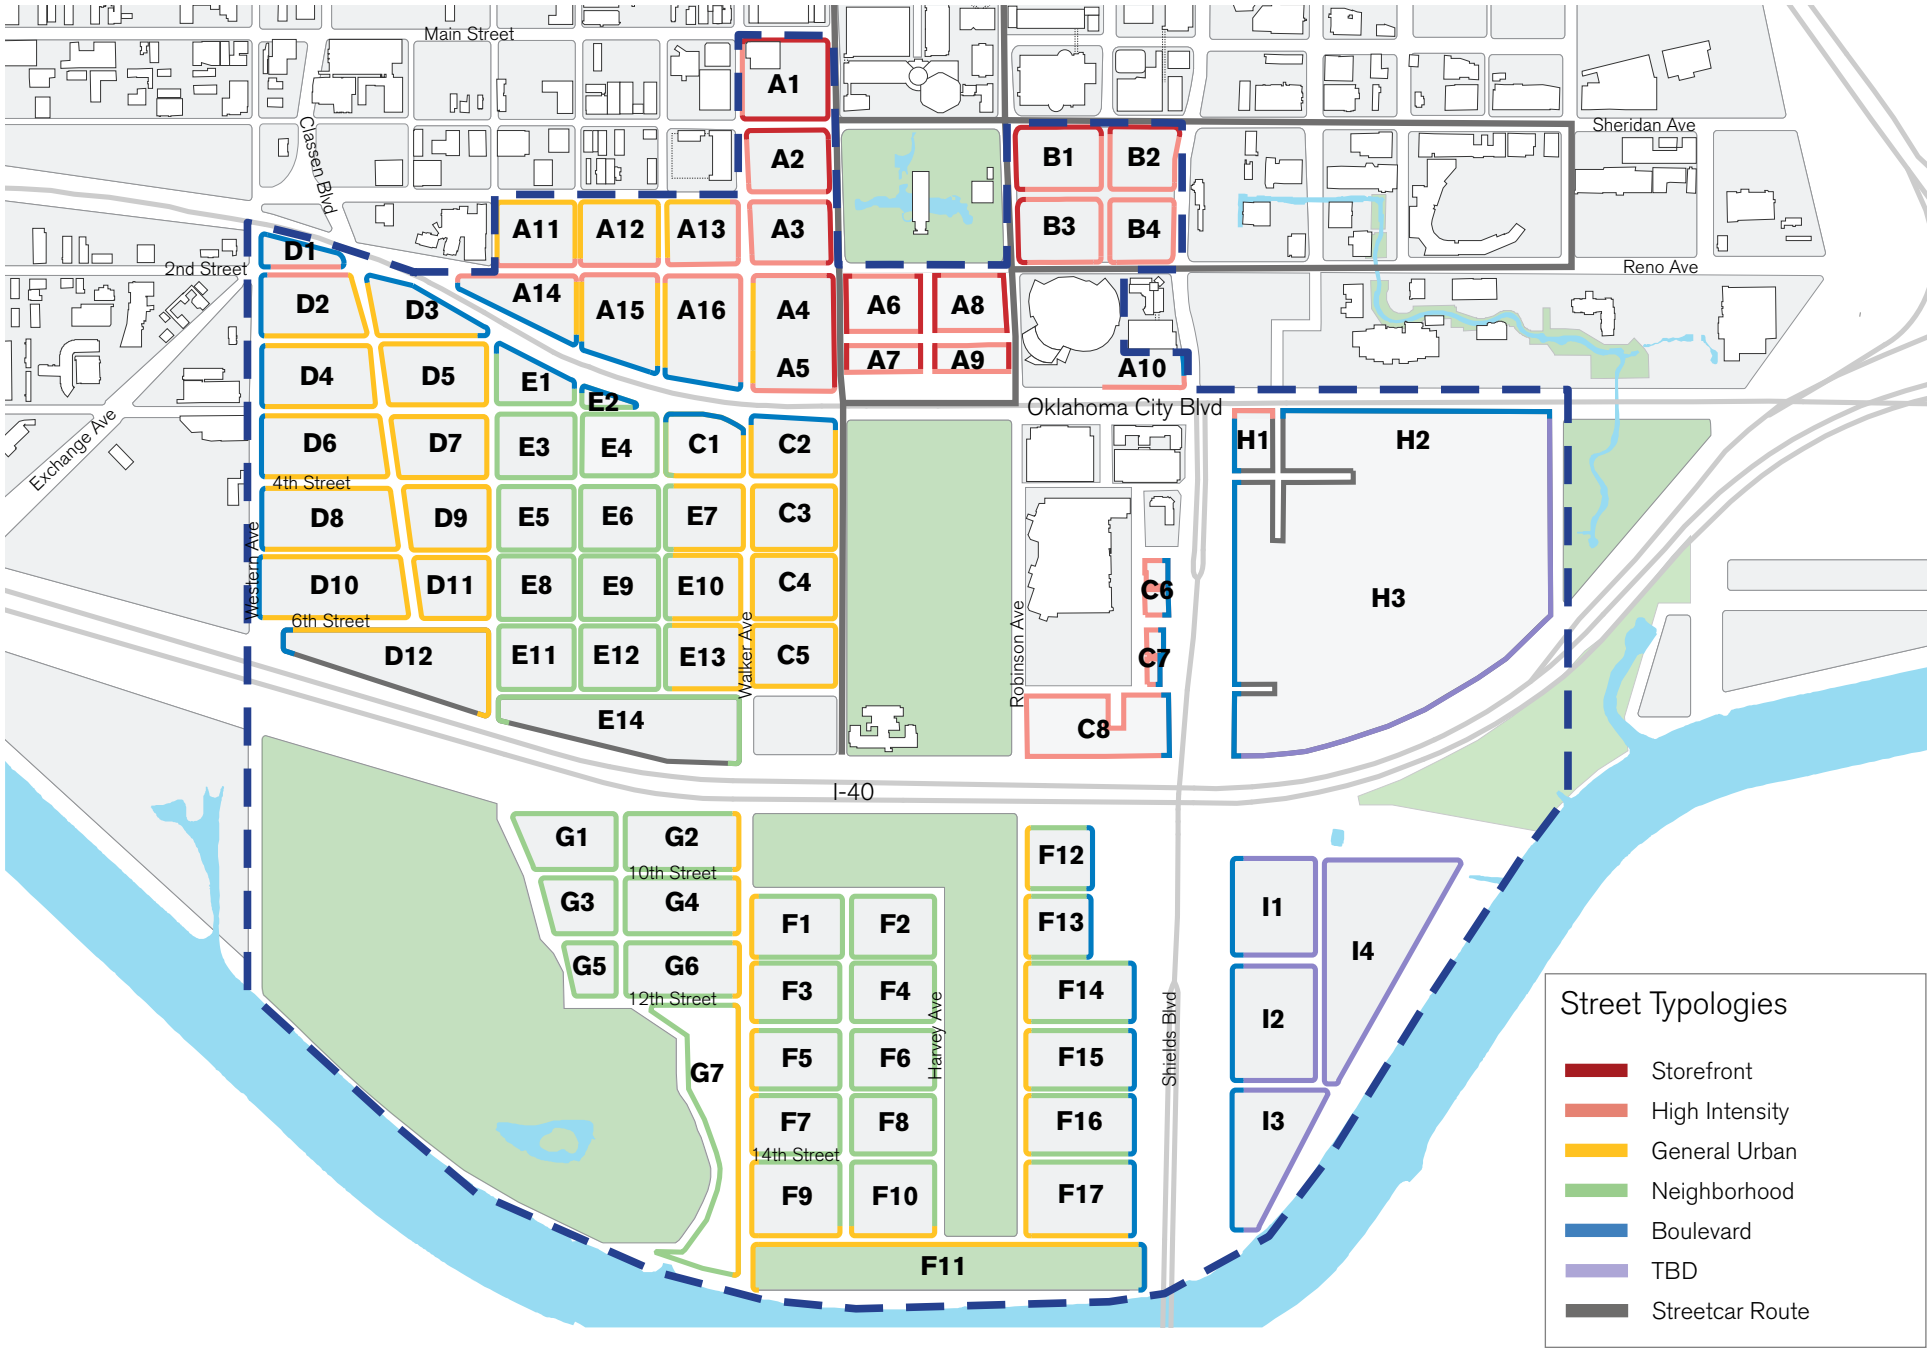 Main Street
A1
Sheridan Ave
Classen Blvd
A2
B1
B2
A11
A12
A13
A3
B3
B4
D1
2nd Street
Reno Ave
D2
D3
A14
A15
A16
A4
A6
A8
A5
A7
A9
A10
D4
D5
E1
E2
Oklahoma City Blvd
Exchange Ave
D6
D7
E3
E4
C1
C2
H1
H2
4th Street
D8
D9
E5
E6
E7
C3
Western Ave
D10
D11
E8
E9
E10
C4
C6
H3
6th Street
D12
E11
E12
E13
Walker Ave
C5
Robinson Ave
C7
E14
C8
I-40
G1
G2
F12
10th Street
G3
G4
F1
F2
F13
I1
G5
G6
I4
12th Street
F3
F4
Harvey Ave
F14
Shields Blvd
I2
G7
F5
F6
F15
F7
F8
F16
I3
14th Street
F9
F10
F17
F11
Street Typologies
Storefront
High Intensity
General Urban
Neighborhood
Boulevard
TBD
Streetcar Route